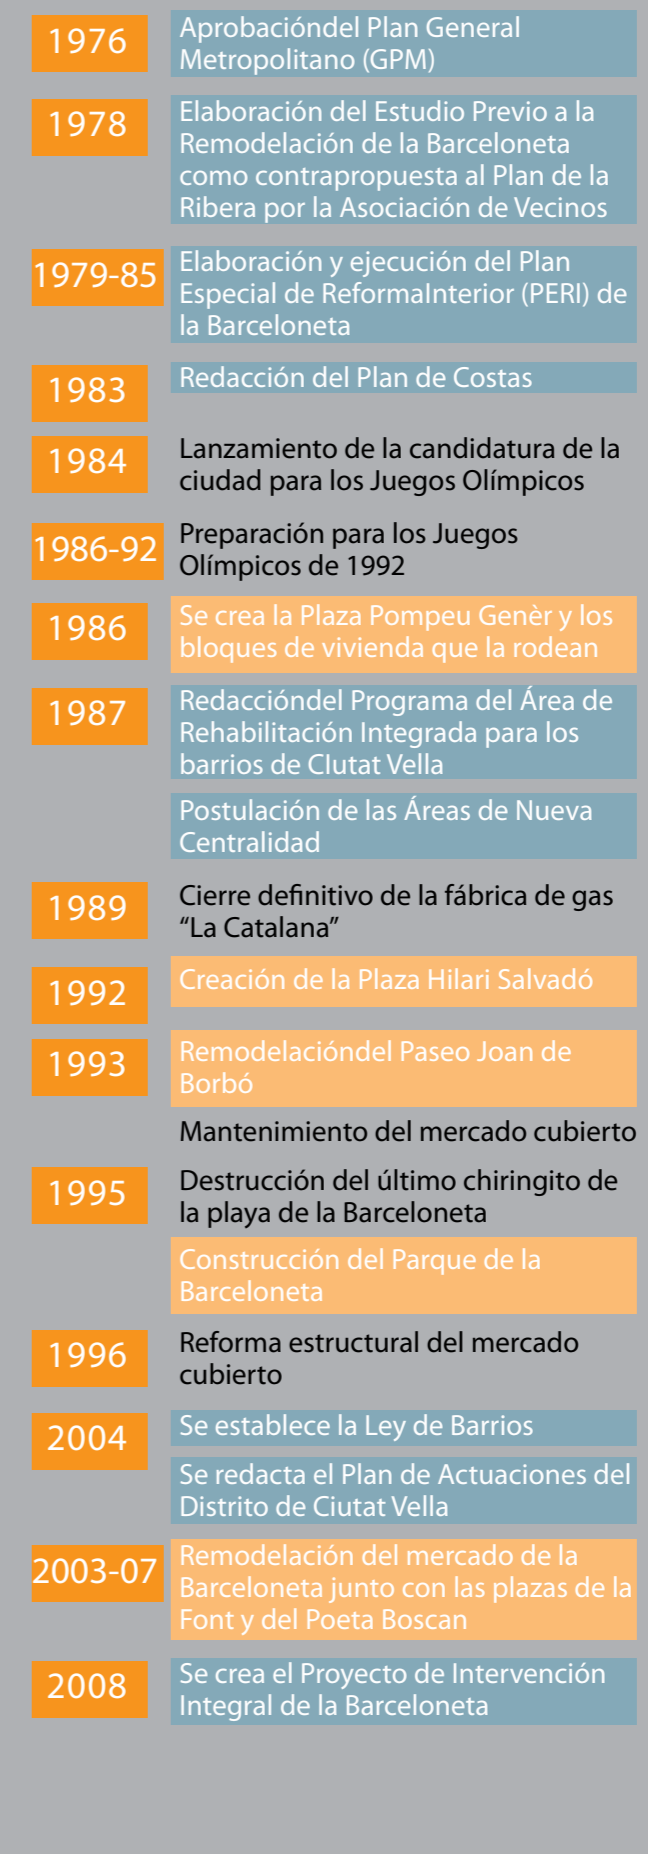 1976
Aprobacióndel Plan General
Metropolitano (GPM)
1978
Elaboración del Estudio Previo a la
Remodelación de la Barceloneta
como contrapropuesta al Plan de la
Ribera por la Asociación de Vecinos
1979-85
Elaboración y ejecución del Plan
Especial de ReformaInterior (PERI) de
la Barceloneta
1983
Redacción del Plan de Costas
1984
Lanzamiento de la candidatura de la
ciudad para los Juegos Olímpicos
1986-92
Preparación para los Juegos
Olímpicos de 1992
1986
Se crea la Plaza Pompeu Genèr y los
bloques de vivienda que la rodean
1987
Redaccióndel Programa del Área de
Rehabilitación Integrada para los
barrios de CIutat Vella
Postulación de las Áreas de Nueva
Centralidad
1989
Cierre definitivo de la fábrica de gas
“La Catalana”
1992
Creación de la Plaza Hilari Salvadó
1993
Remodelacióndel Paseo Joan de
Borbó
Mantenimiento del mercado cubierto
1995
Destrucción del último chiringito de
la playa de la Barceloneta
Construcción del Parque de la
Barceloneta
1996
Reforma estructural del mercado
cubierto
2004
Se establece la Ley de Barrios
Se redacta el Plan de Actuaciones del
Distrito de Ciutat Vella
2003-07
Remodelación del mercado de la
Barceloneta junto con las plazas de la
Font y del Poeta Boscan
2008
Se crea el Proyecto de Intervención
Integral de la Barceloneta